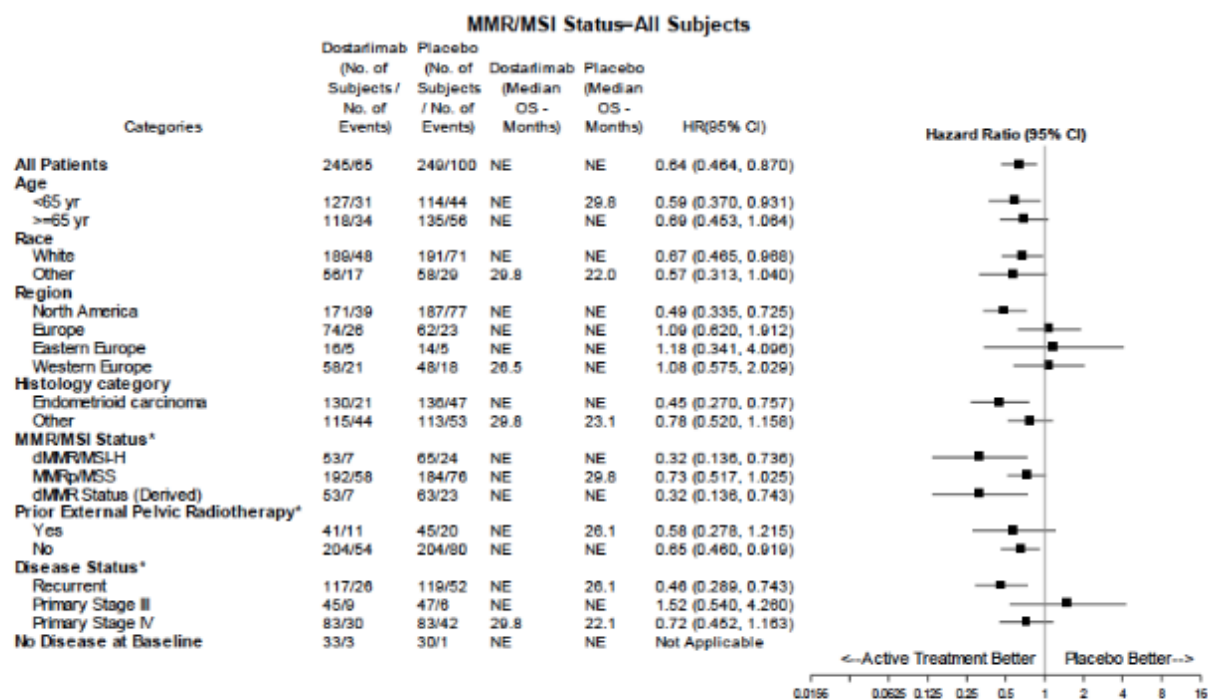 MMR/MSI Status–All Subjects
Dostarlimab Placebo
(No. of (No. of Dostarlimab Placebo
Subjects / Subjects (Median (Median
No. of / No. of OS - OS -
Categories Events) Events) Months) Months) HR(95% CI) Hazard Ratio (95% CI)
All Patients 245/65 249/100 NE NE 0.64 (0.464, 0.870)
Age
<65 yr 127/31 114/44 NE 29.8 0.59 (0.370, 0.931)
>=65 yr 118/34 135/56 NE NE 0.69 (0.453, 1.064)
Race
White 189/48 191/71 NE NE 0.67 (0.465, 0.968)
Other 56/17 58/29 29.8 22.0 0.57 (0.313, 1.040)
Region
North America 171/39 187/77 NE NE 0.49 (0.335, 0.725)
Europe 74/26 62/23 NE NE 1.09 (0.620, 1.912)
Eastern Europe 16/5 14/5 NE NE 1.18 (0.341, 4.096)
Western Europe 58/21 48/18 26.5 NE 1.08 (0.575, 2.029)
Histology category
Endometrioid carcinoma 130/21 136/47 NE NE 0.45 (0.270, 0.757)
Other 115/44 113/53 29.8 23.1 0.78 (0.520, 1.158)
MMR/MSI Status*
dMMR/MSI-H 53/7 65/24 NE NE 0.32 (0.136, 0.736)
MMRp/MSS 192/58 184/76 NE 29.8 0.73 (0.517, 1.025)
dMMR Status (Derived) 53/7 63/23 NE NE 0.32 (0.136, 0.743)
Prior External Pelvic Radiotherapy*
Yes 41/11 45/20 NE 26.1 0.58 (0.278, 1.215)
No 204/54 204/80 NE NE 0.65 (0.460, 0.919)
Disease Status*
Recurrent 117/26 119/52 NE 26.1 0.46 (0.289, 0.743)
Primary Stage III 45/9 47/6 NE NE 1.52 (0.540, 4.260)
Primary Stage IV 83/30 83/42 29.8 22.1 0.72 (0.452, 1.163)
No Disease at Baseline 33/3 30/1 NE NE Not Applicable
<--Active Treatment Better Placebo Better-->
0.0156 0.0625 0.125 0.25 0.5 1 2 4 8 16